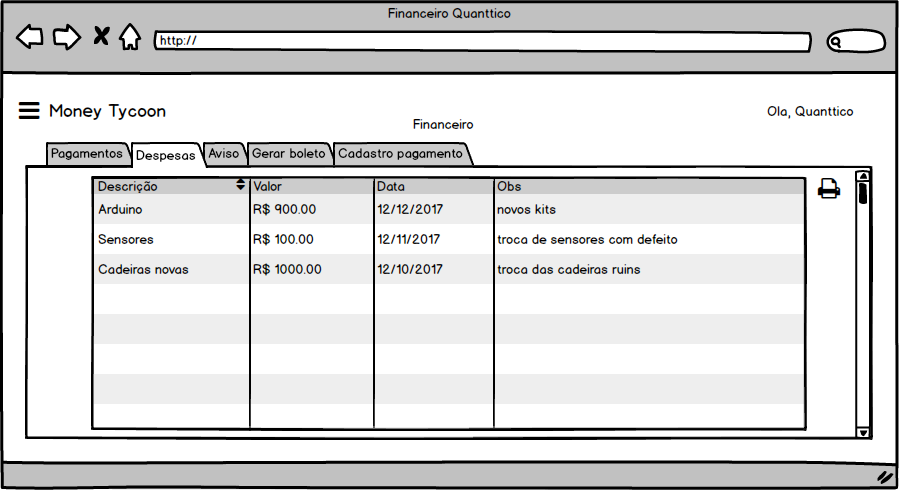 Financeiro Quanttico
http://
Money Tycoon
Ola, Quanttico
Financeiro
Pagamentos Despesas Aviso Gerar boleto Cadastro pagamento
Descrição Valor Data Obs
Arduino R$ 900.00 12/12/2017 novos kits
Sensores R$ 100.00 12/11/2017 troca de sensores com defeito
Cadeiras novas R$ 1000.00 12/10/2017 troca das cadeiras ruins